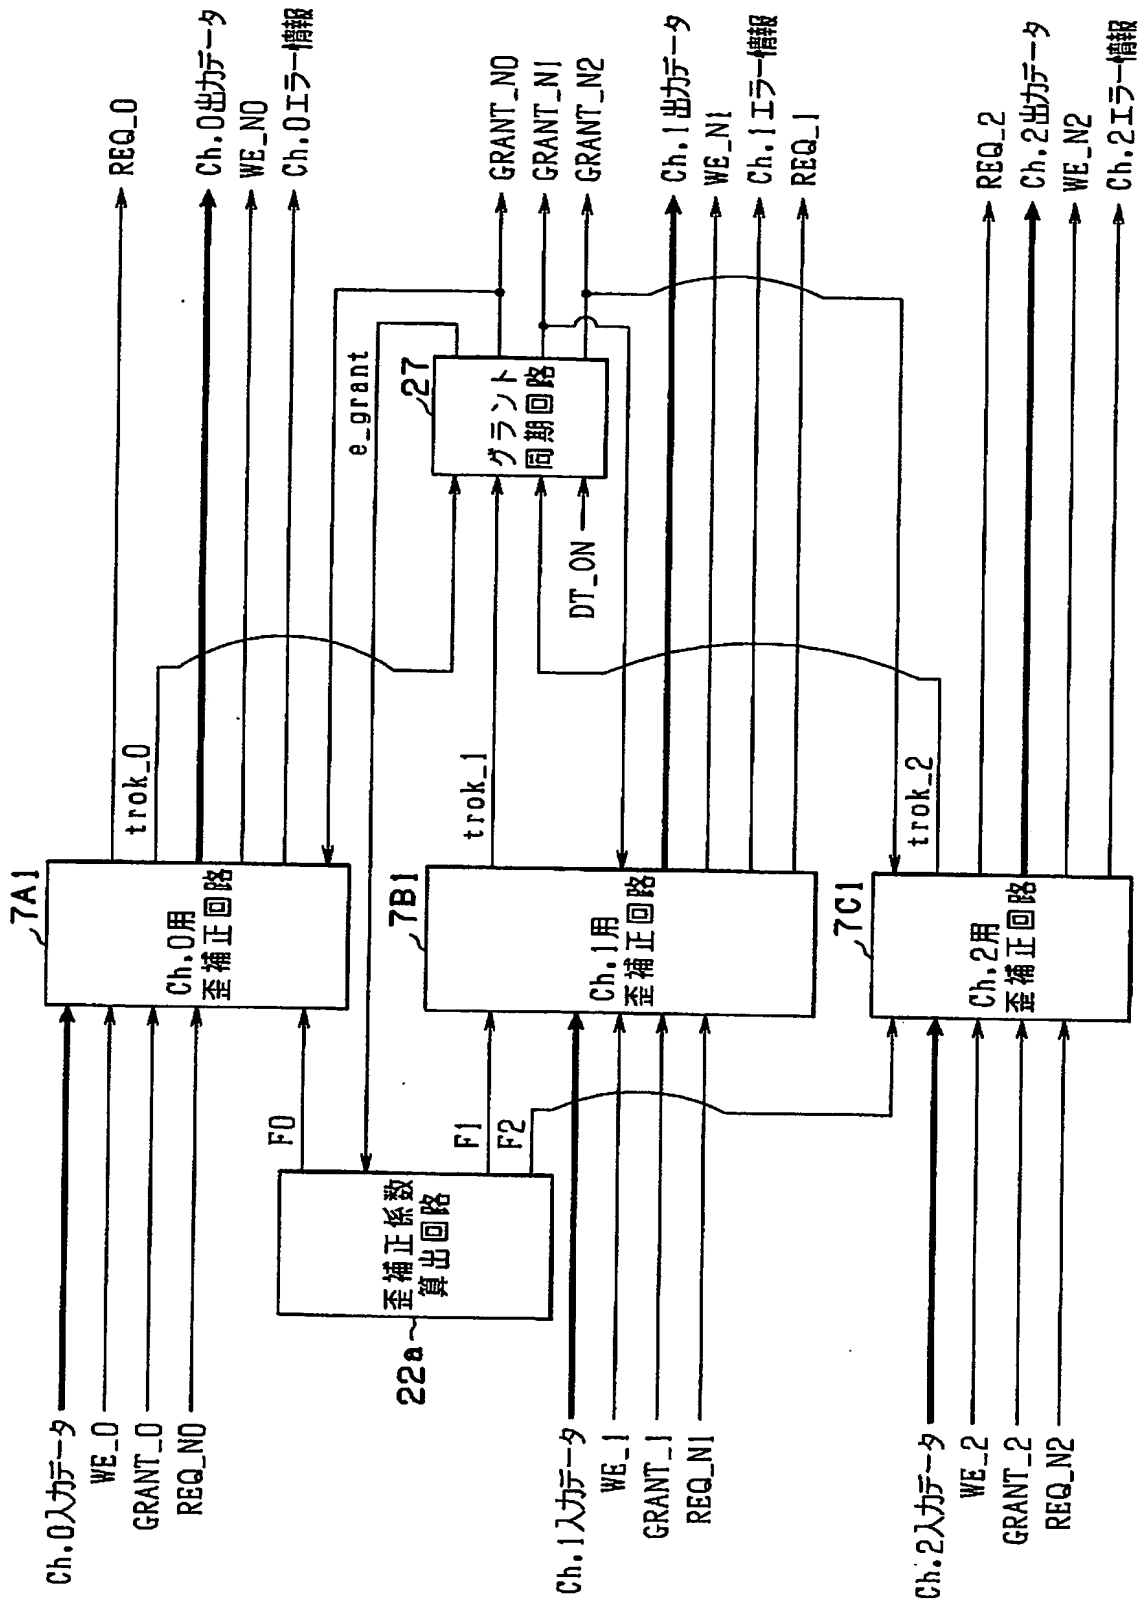 Ch.0入力データ
WE_0
GRANT_0
REQ_N0
7A1
Ch.0用
歪補正回路
REQ_0
trok_0
Ch.0出力データ
WE_N0
Ch.0エラー情報
22a
歪補正係数
算出回路
F0
F1
F2
e_grant
27
グラント
同期回路
DT_ON
GRANT_N0
GRANT_N1
GRANT_N2
Ch.1入力データ
WE_1
GRANT_1
REQ_N1
7B1
Ch.1用
歪補正回路
trok_1
Ch.1出力データ
WE_N1
Ch.1エラー情報
REQ_1
Ch.2入力データ
WE_2
GRANT_2
REQ_N2
7C1
Ch.2用
歪補正回路
trok_2
REQ_2
Ch.2出力データ
WE_N2
Ch.2エラー情報